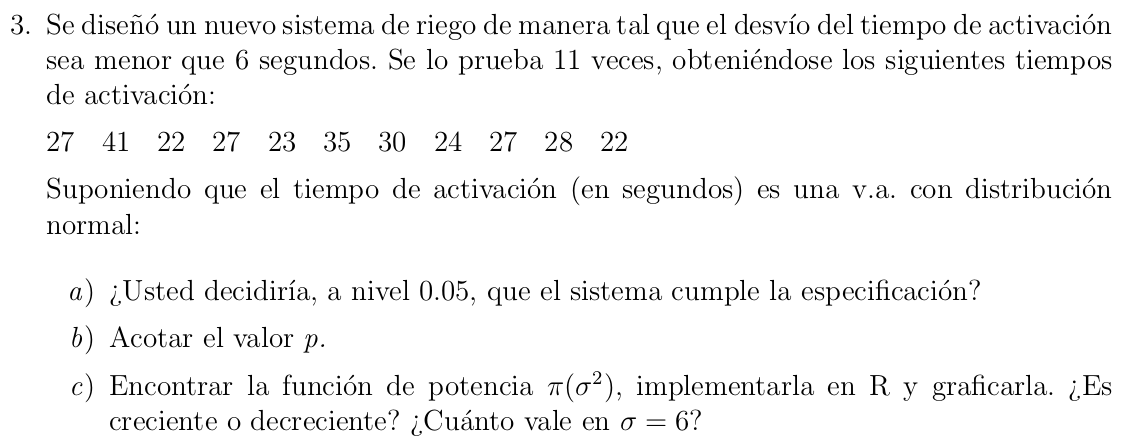 3. Se diseñó un nuevo sistema de riego de manera tal que el desvío del tiempo de activación
sea menor que 6 segundos. Se lo prueba 11 veces, obteniéndose los siguientes tiempos
de activación:
27 41 22 27 23 35 30 24 27 28 22
Suponiendo que el tiempo de activación (en segundos) es una v.a. con distribución
normal:
a) ¿Usted decidiría, a nivel 0.05, que el sistema cumple la especificación?
b) Acotar el valor p.
c) Encontrar la función de potencia π(σ²), implementarla en R y graficarla. ¿Es
creciente o decreciente? ¿Cuánto vale en σ = 6?